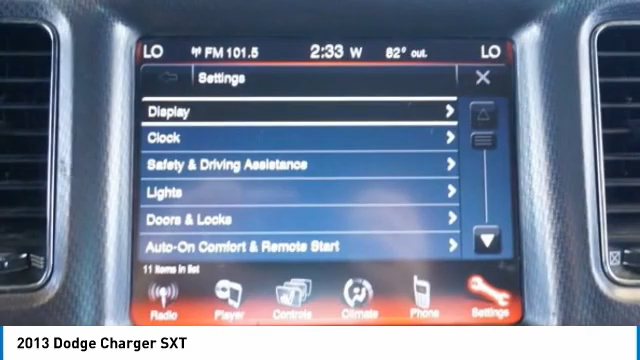 LO FM 101.5 2:33 W 82° out. LO
Settings
Display
Clock
Safety & Driving Assistance
Lights
Doors & Locks
Auto-On Comfort & Remote Start
11 items in list
Radio Player Controls Climate Phone Settings
2013 Dodge Charger SXT